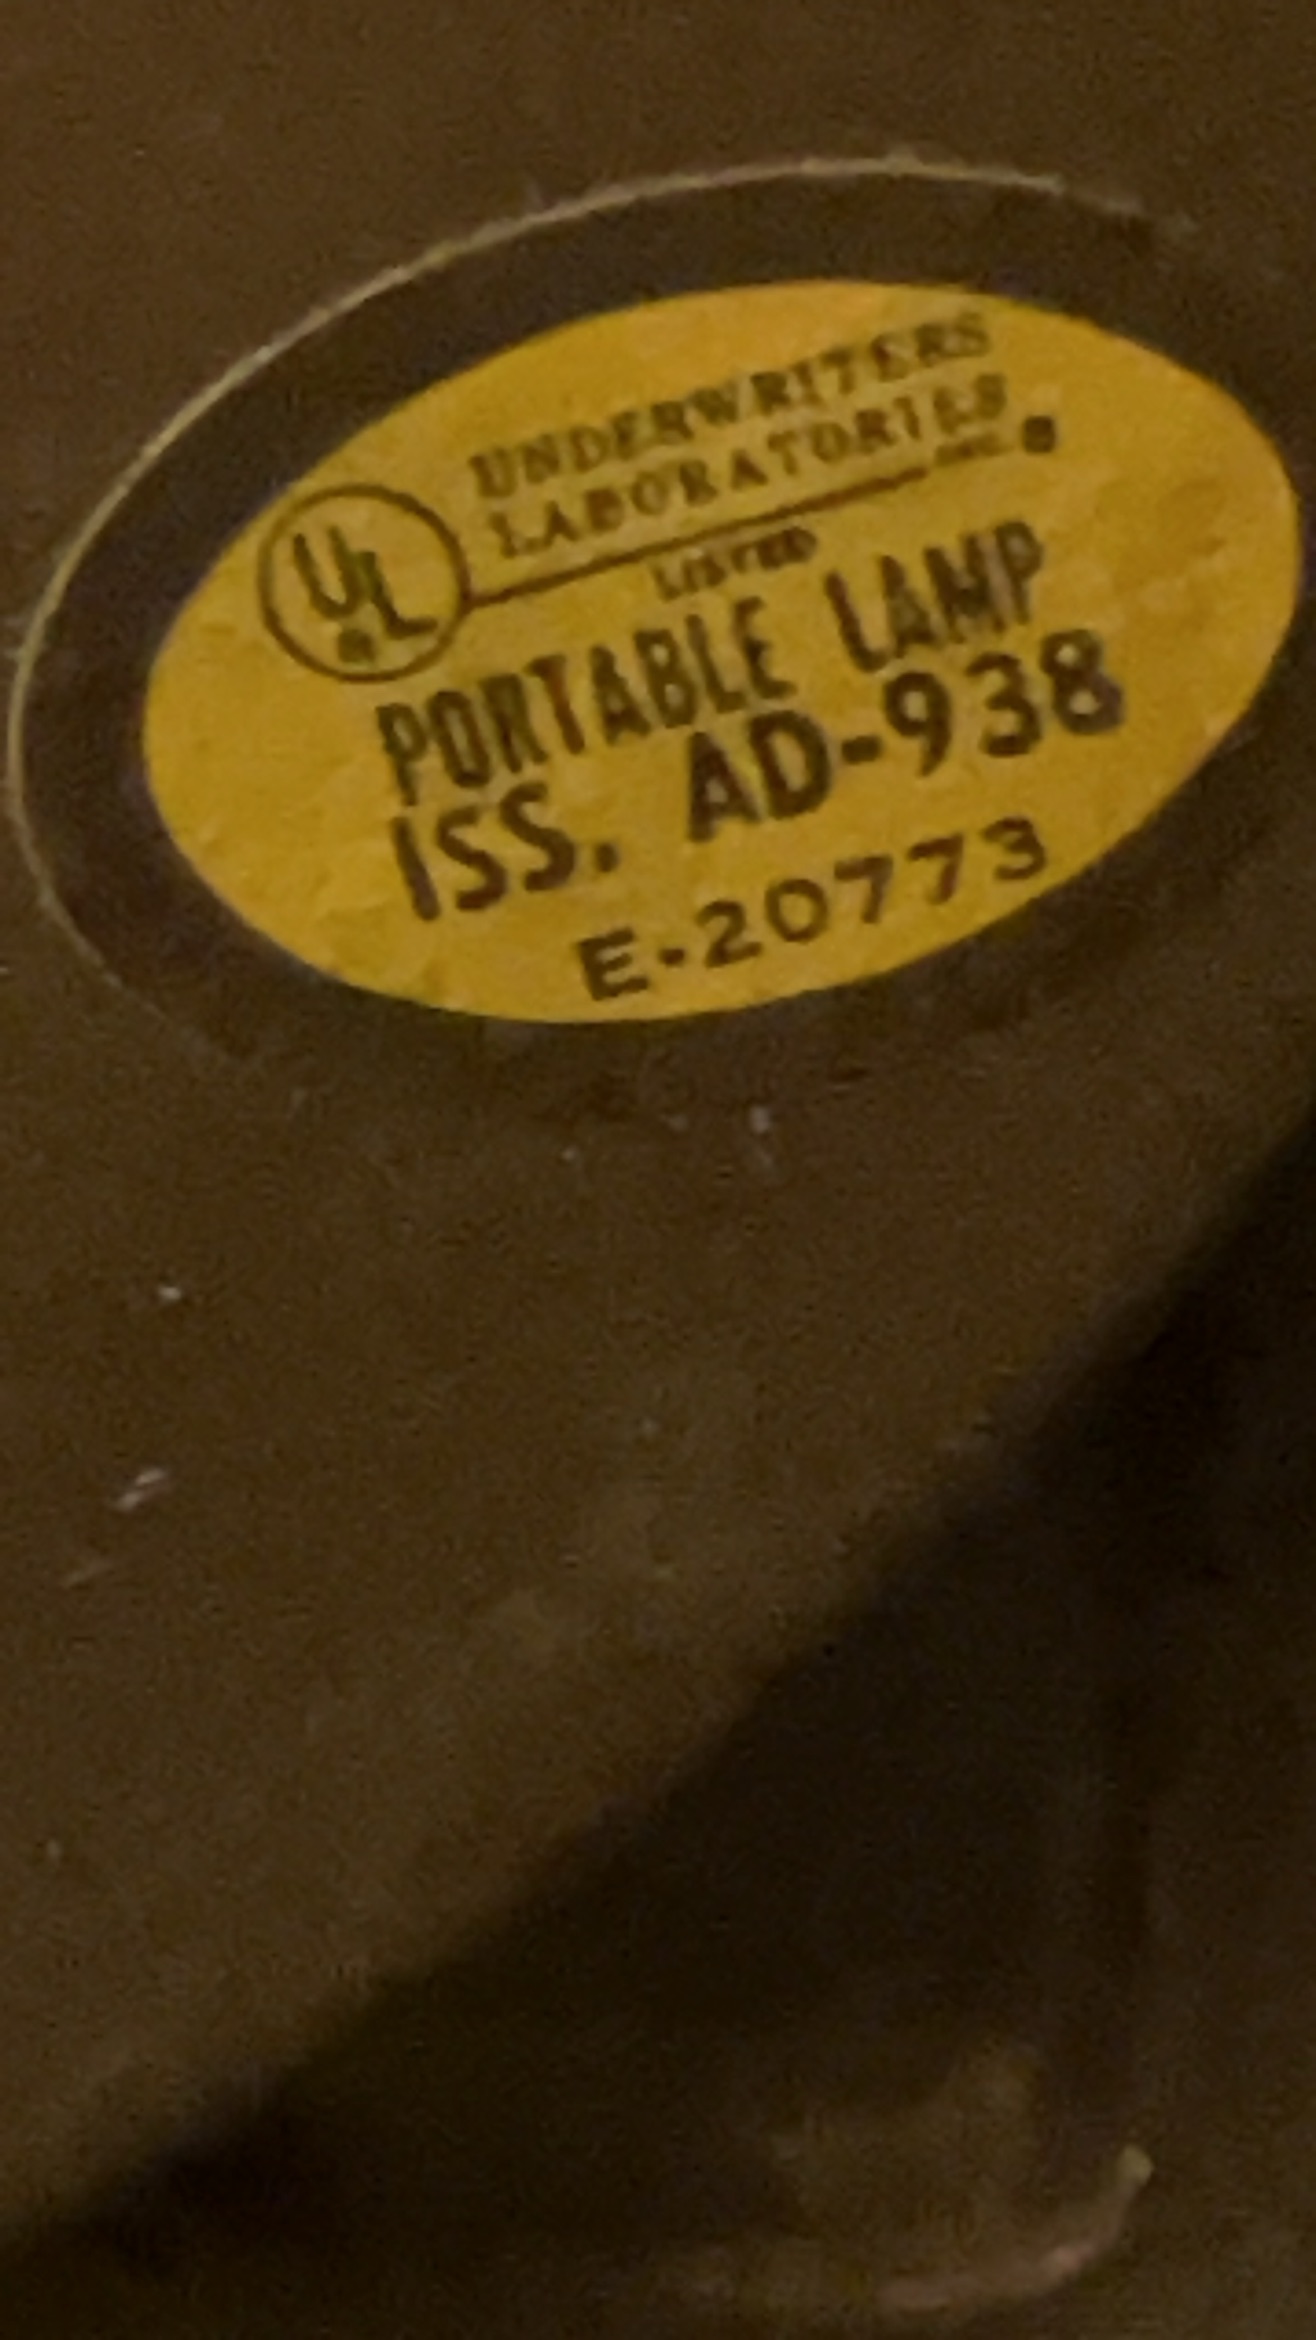 UNDERWRITERS
LABORATORIES, INC. ®
UL
®
LISTED
PORTABLE LAMP
ISS. AD-938
E-20773